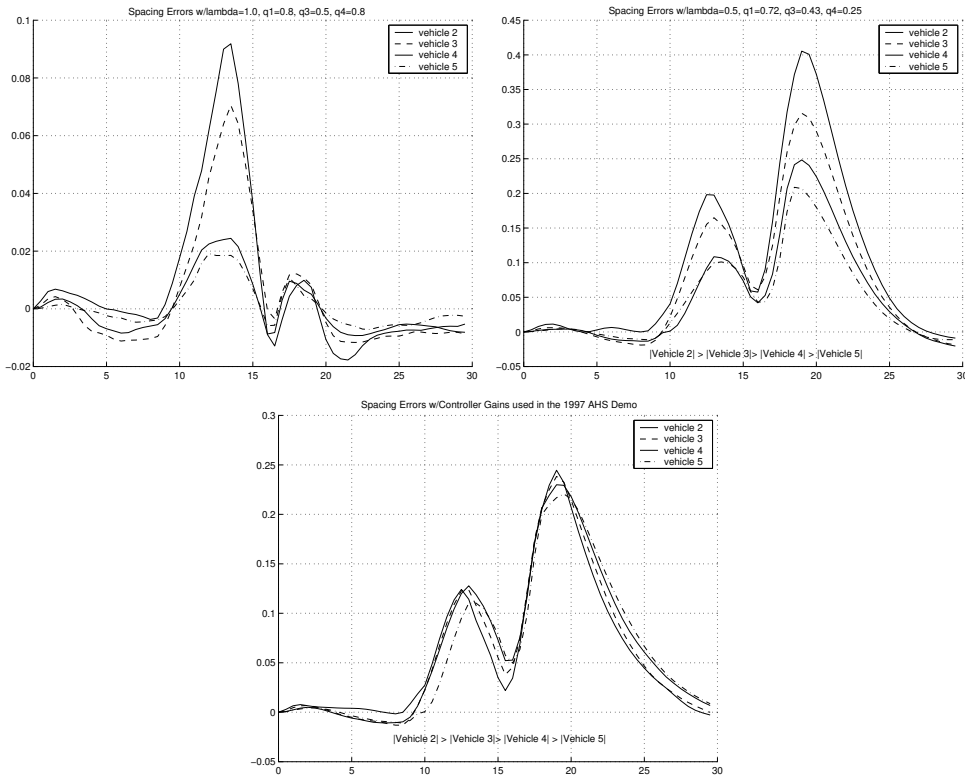 Spacing Errors w/lambda=1.0, q1=0.8, q3=0.5, q4=0.8
0.1
0.08
0.06
0.04
0.02
0
−0.02
0 5 10 15 20 25 30
vehicle 2
vehicle 3
vehicle 4
vehicle 5
Spacing Errors w/lambda=0.5, q1=0.72, q3=0.43, q4=0.25
0.45
0.4
0.35
0.3
0.25
0.2
0.15
0.1
0.05
0
−0.05
0 5 10 15 20 25 30
vehicle 2
vehicle 3
vehicle 4
vehicle 5
|Vehicle 2| > |Vehicle 3|> |Vehicle 4| > |Vehicle 5|
Spacing Errors w/Controller Gains used in the 1997 AHS Demo
0.3
0.25
0.2
0.15
0.1
0.05
0
−0.05
0 5 10 15 20 25 30
vehicle 2
vehicle 3
vehicle 4
vehicle 5
|Vehicle 2| > |Vehicle 3|> |Vehicle 4| > |Vehicle 5|